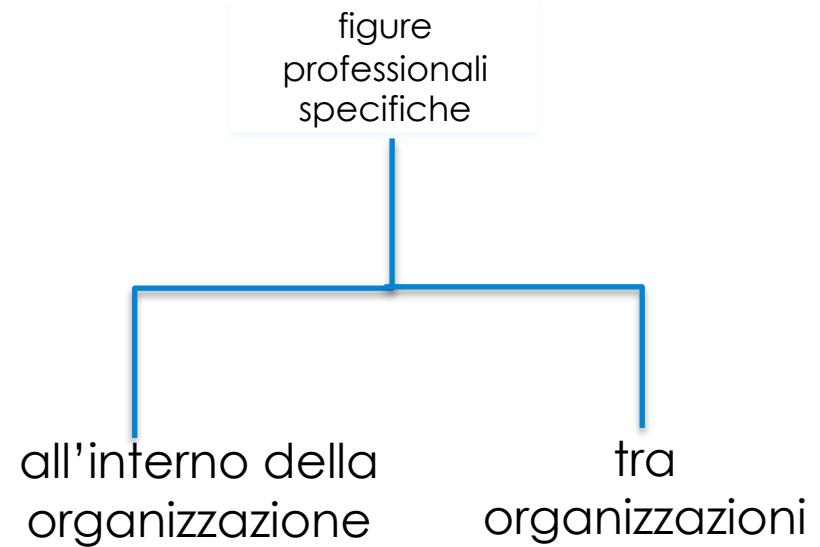 figure
professionali
specifiche
all’interno della
organizzazione
tra
organizzazioni